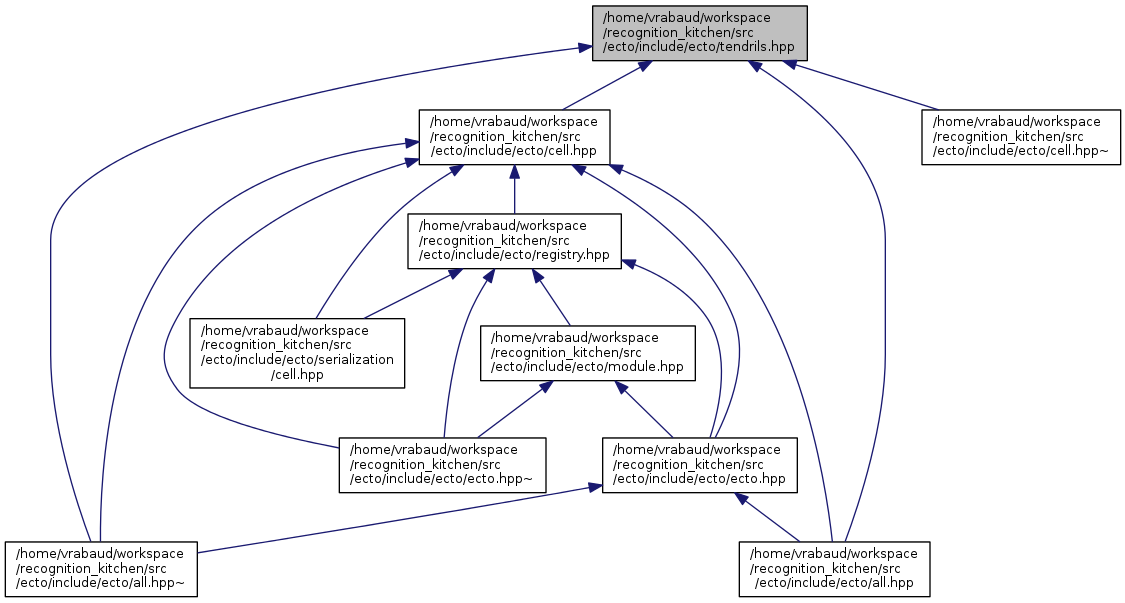 /home/vrabaud/workspace
/recognition_kitchen/src
/ecto/include/ecto/tendrils.hpp
/home/vrabaud/workspace
/recognition_kitchen/src
/ecto/include/ecto/cell.hpp
/home/vrabaud/workspace
/recognition_kitchen/src
/ecto/include/ecto/cell.hpp~
/home/vrabaud/workspace
/recognition_kitchen/src
/ecto/include/ecto/registry.hpp
/home/vrabaud/workspace
/recognition_kitchen/src
/ecto/include/ecto/serialization
/cell.hpp
/home/vrabaud/workspace
/recognition_kitchen/src
/ecto/include/ecto/module.hpp
/home/vrabaud/workspace
/recognition_kitchen/src
/ecto/include/ecto/ecto.hpp~
/home/vrabaud/workspace
/recognition_kitchen/src
/ecto/include/ecto/ecto.hpp
/home/vrabaud/workspace
/recognition_kitchen/src
/ecto/include/ecto/all.hpp~
/home/vrabaud/workspace
/recognition_kitchen/src
/ecto/include/ecto/all.hpp